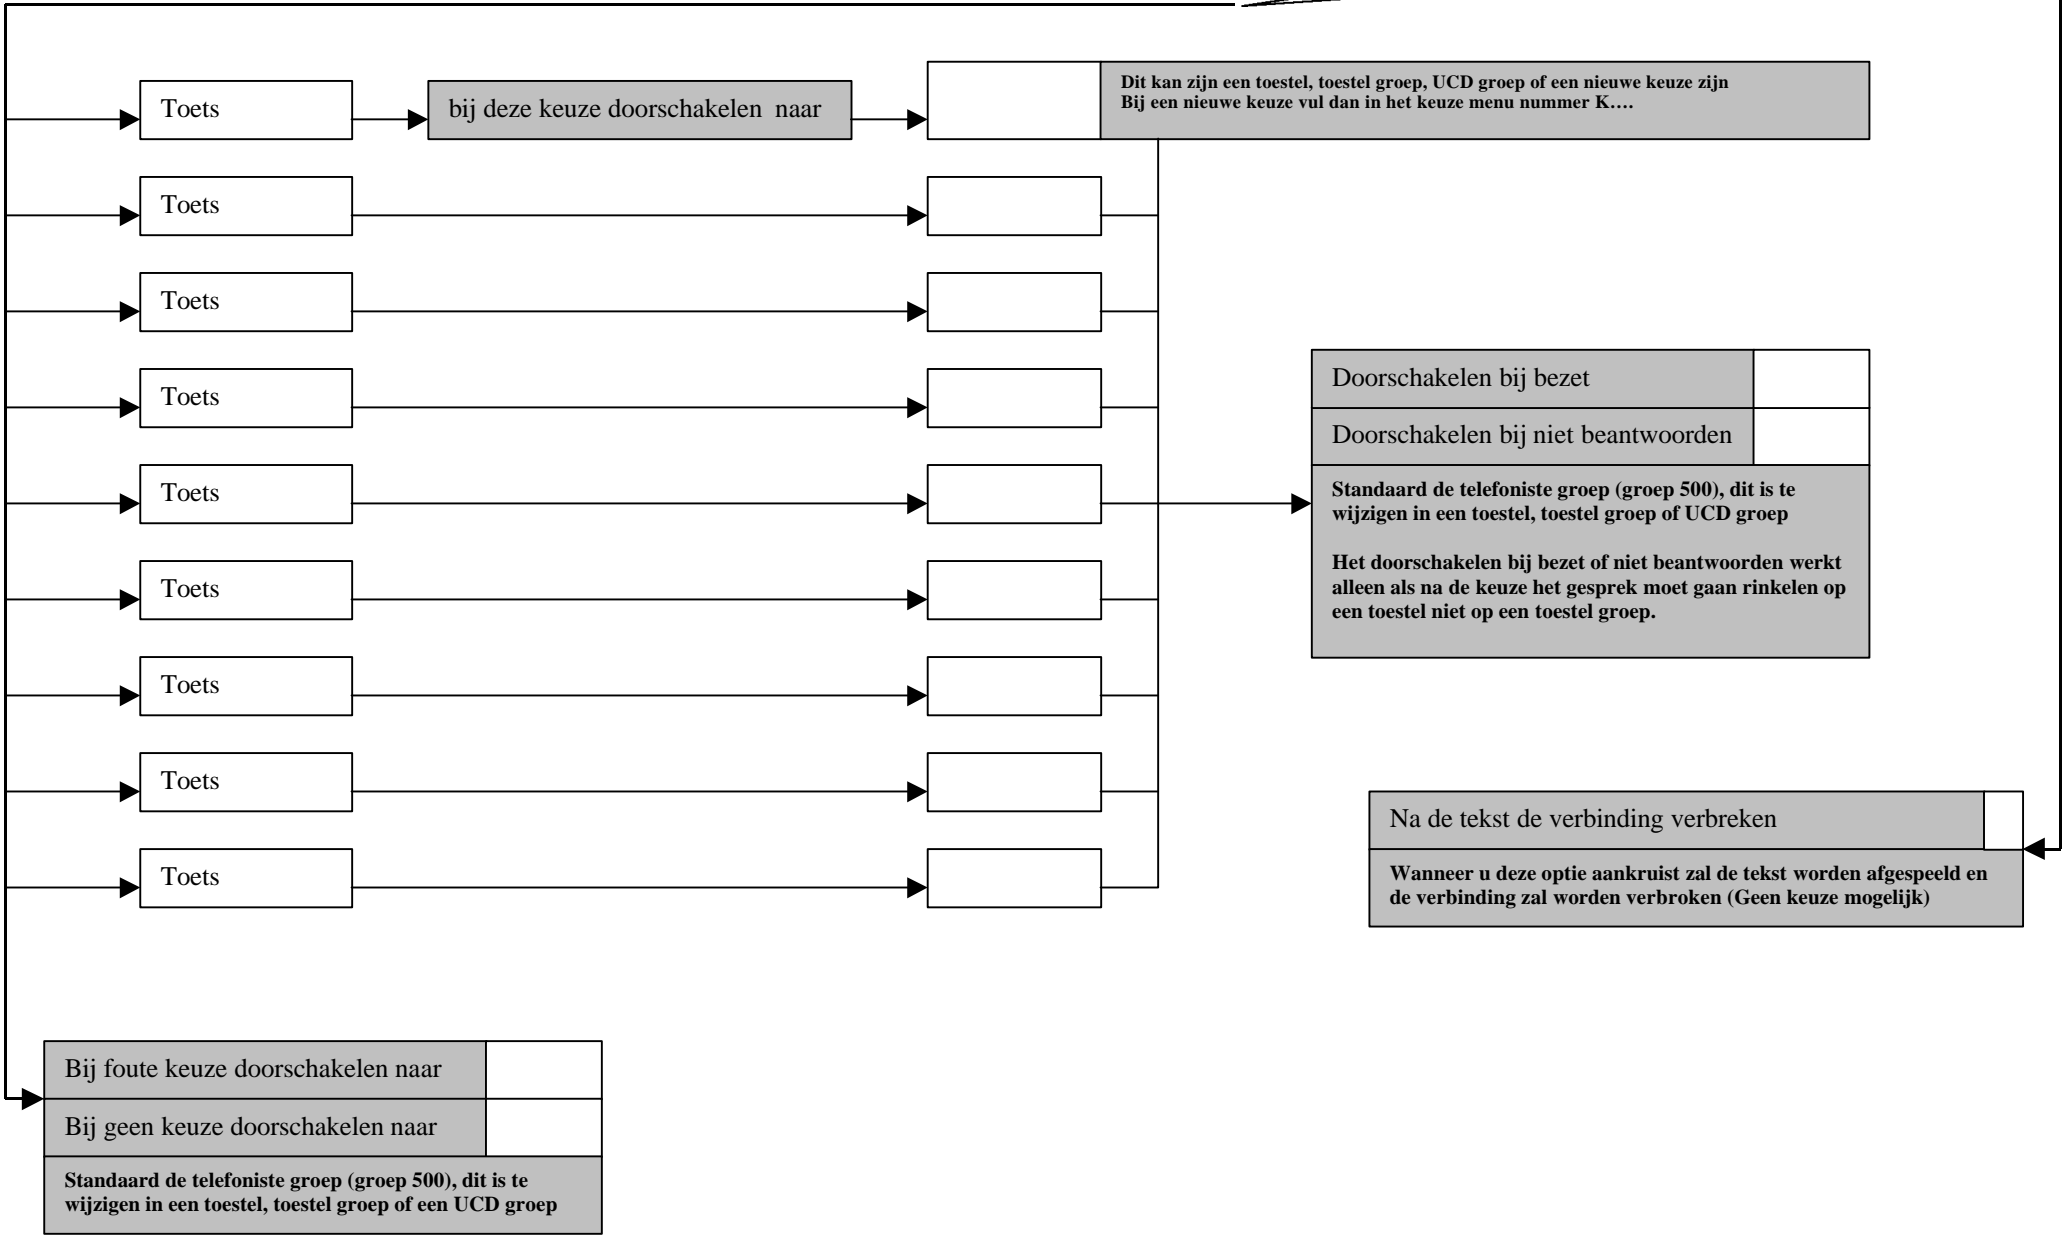 Toets
bij deze keuze doorschakelen naar
Dit kan zijn een toestel, toestel groep, UCD groep of een nieuwe keuze zijn
Bij een nieuwe keuze vul dan in het keuze menu nummer K….
Toets
Toets
Toets
Toets
Toets
Toets
Toets
Toets
Doorschakelen bij bezet
Doorschakelen bij niet beantwoorden
Standaard de telefoniste groep (groep 500), dit is te
wijzigen in een toestel, toestel groep of UCD groep
Het doorschakelen bij bezet of niet beantwoorden werkt
alleen als na de keuze het gesprek moet gaan rinkelen op
een toestel niet op een toestel groep.
Na de tekst de verbinding verbreken
Wanneer u deze optie aankruist zal de tekst worden afgespeeld en
de verbinding zal worden verbroken (Geen keuze mogelijk)
Bij foute keuze doorschakelen naar
Bij geen keuze doorschakelen naar
Standaard de telefoniste groep (groep 500), dit is te
wijzigen in een toestel, toestel groep of een UCD groep